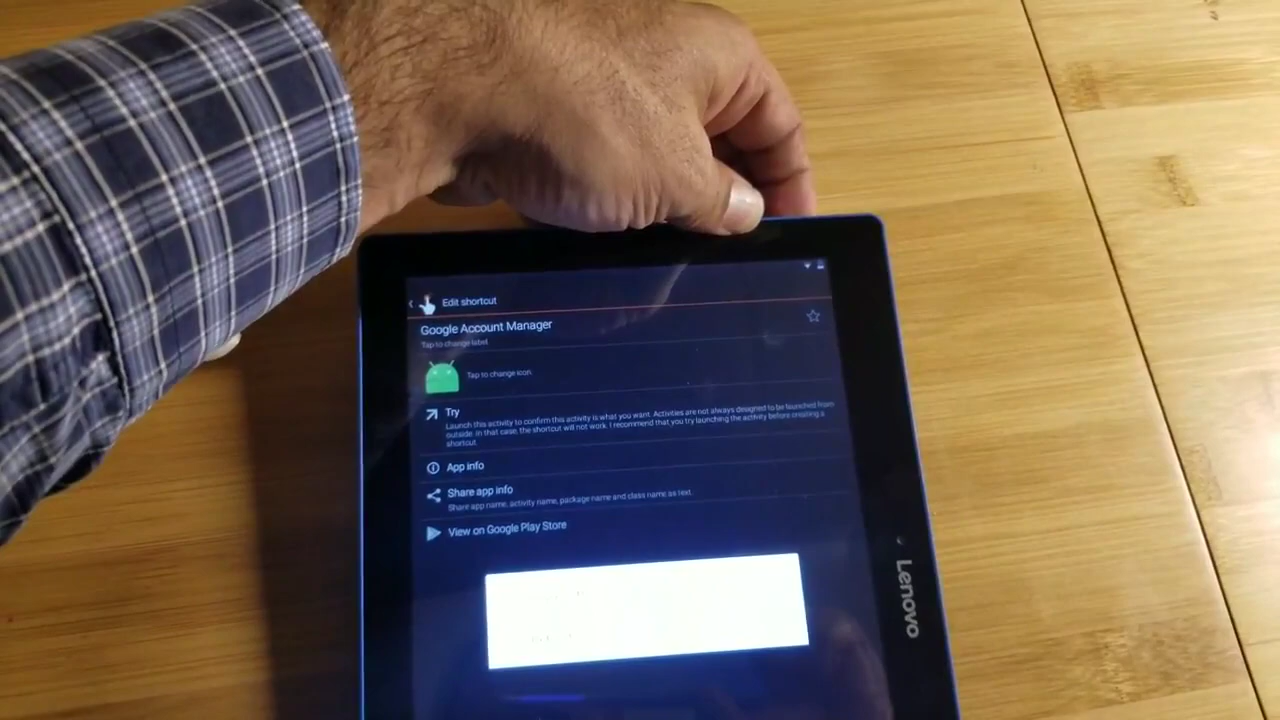 Edit shortcut
Google Account Manager
Tap to change label
Tap to change icon.
Try
Launch this activity to confirm this activity is what you want. Activities are not always designed to be launched from
outside. In that case, the shortcut will not work. I recommend that you try launching the activity before creating a
shortcut.
App info
Share app info
Share app name, activity name, package name and class name as text.
View on Google Play Store
Lenovo